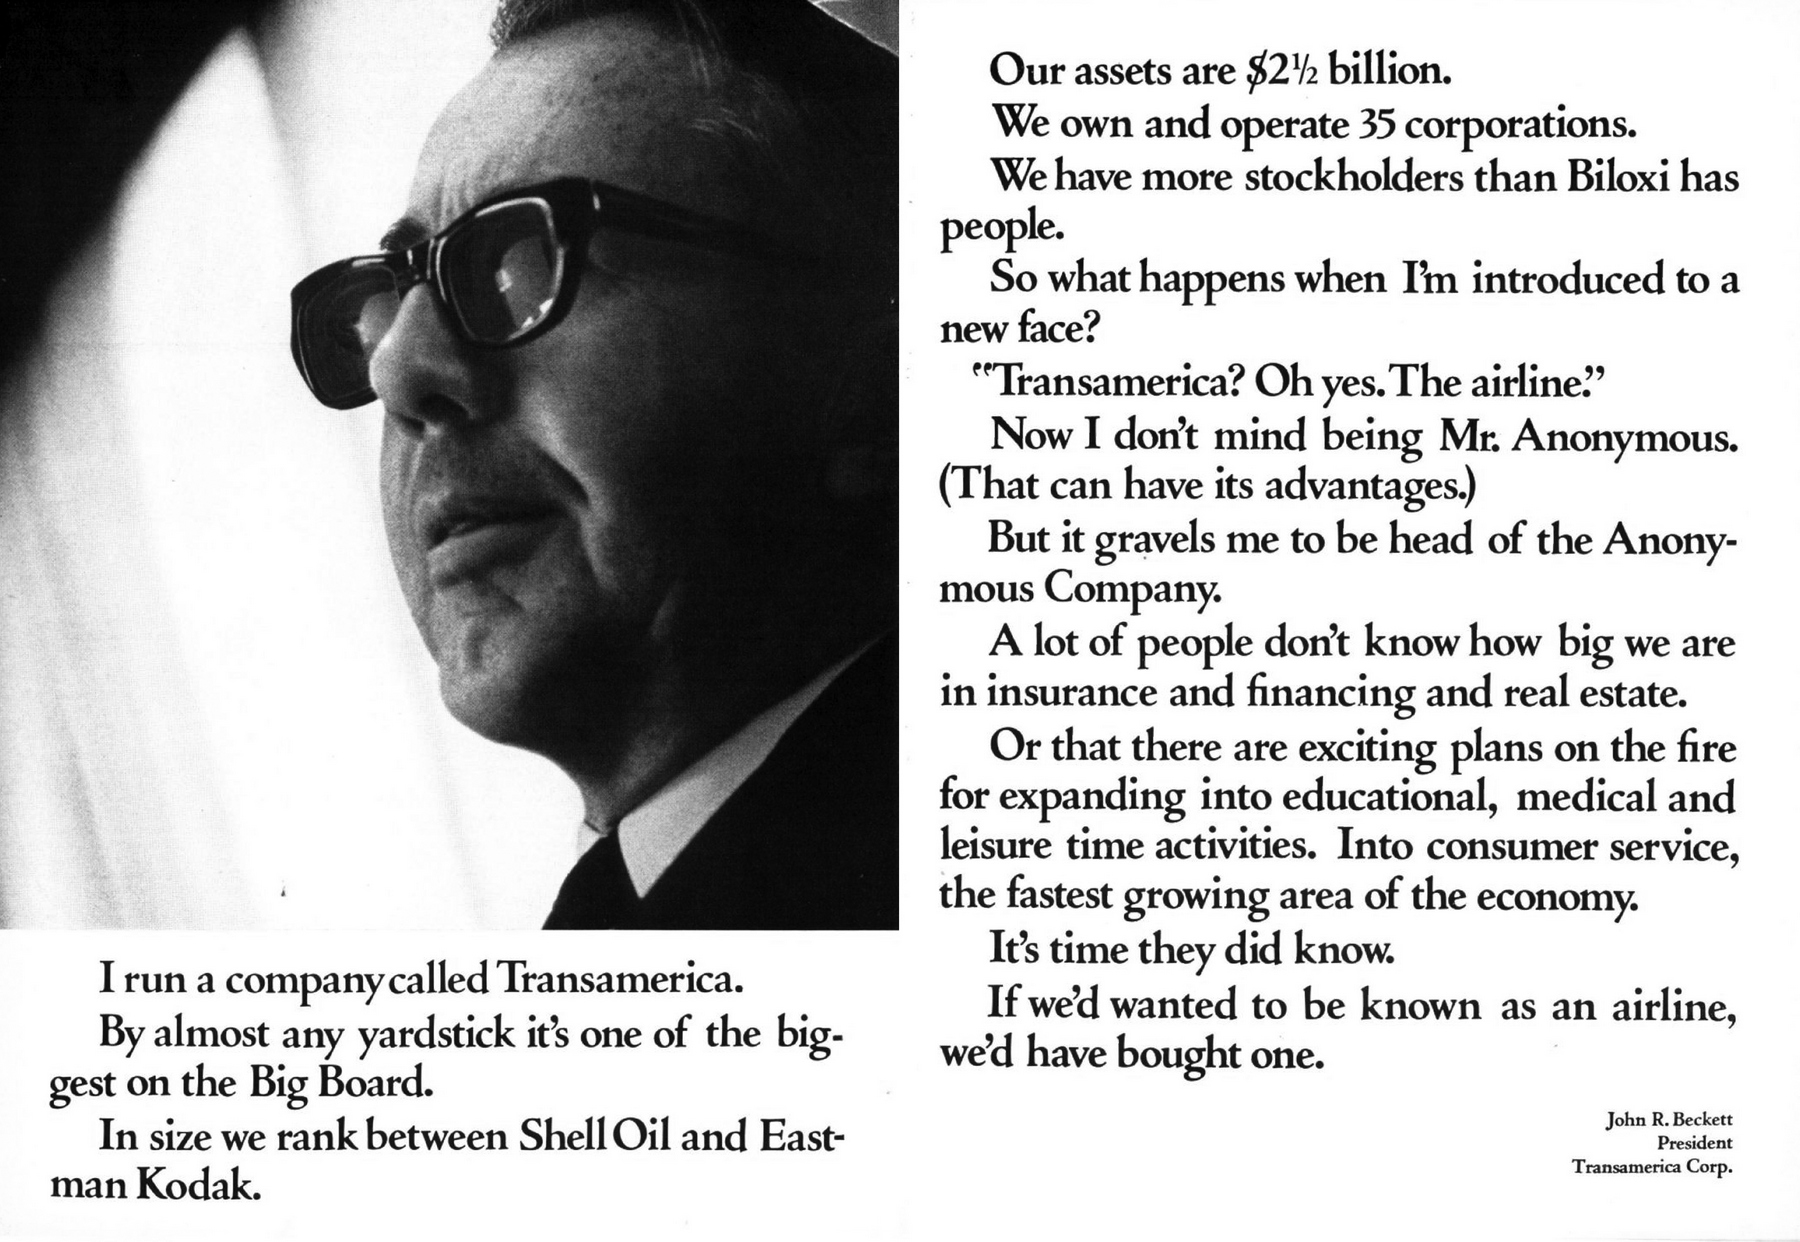 I run a company called Transamerica.
By almost any yardstick it's one of the big-
gest on the Big Board.
In size we rank between Shell Oil and East-
man Kodak.
Our assets are $2½ billion.
We own and operate 35 corporations.
We have more stockholders than Biloxi has
people.
So what happens when I'm introduced to a
new face?
"Transamerica? Oh yes. The airline."
Now I don't mind being Mr. Anonymous.
(That can have its advantages.)
But it gravels me to be head of the Anony-
mous Company.
A lot of people don't know how big we are
in insurance and financing and real estate.
Or that there are exciting plans on the fire
for expanding into educational, medical and
leisure time activities. Into consumer service,
the fastest growing area of the economy.
It's time they did know.
If we'd wanted to be known as an airline,
we'd have bought one.
John R. Beckett
President
Transamerica Corp.